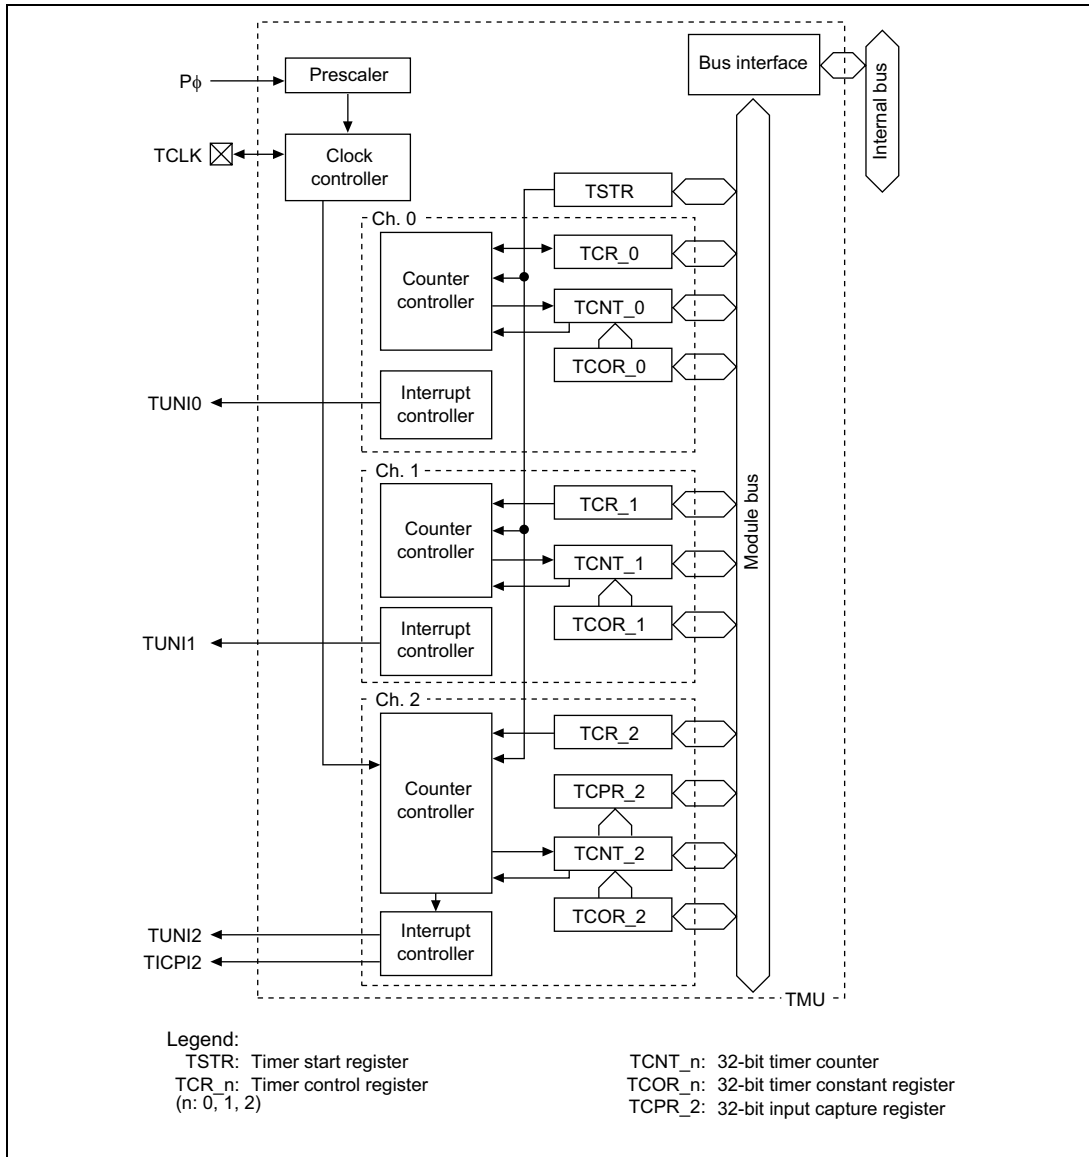 Bus interface
Internal bus
Pϕ
Prescaler
TCLK
Clock
controller
TSTR
Ch. 0
Counter
controller
TCR_0
TCNT_0
TCOR_0
TUNI0
Interrupt
controller
Ch. 1
Counter
controller
TCR_1
TCNT_1
TCOR_1
Module bus
TUNI1
Interrupt
controller
Ch. 2
Counter
controller
TCR_2
TCPR_2
TCNT_2
TCOR_2
TUNI2
TICPI2
Interrupt
controller
TMU
Legend:
TSTR: Timer start register
TCR_n: Timer control register
(n: 0, 1, 2)
TCNT_n: 32-bit timer counter
TCOR_n: 32-bit timer constant register
TCPR_2: 32-bit input capture register